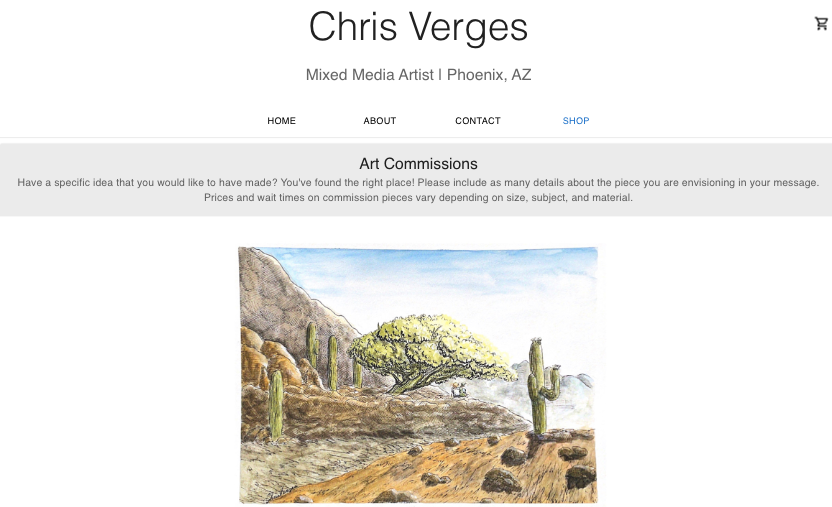 Chris Verges
Mixed Media Artist | Phoenix, AZ
HOME ABOUT CONTACT SHOP
Art Commissions
Have a specific idea that you would like to have made? You've found the right place! Please include as many details about the piece you are envisioning in your message.
Prices and wait times on commission pieces vary depending on size, subject, and material.